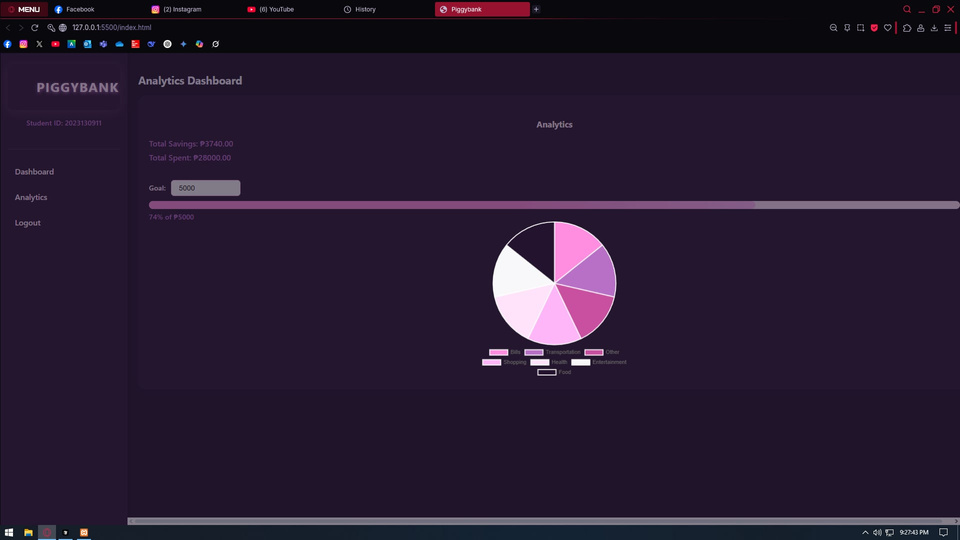 MENU
Facebook
(2) Instagram
(6) YouTube
History
Piggybank
127.0.0.1:5500/index.html
PIGGYBANK
Student ID: 2023130911
Dashboard
Analytics
Logout
Analytics Dashboard
Analytics
Total Savings: ₱3740.00
Total Spent: ₱28000.00
Goal: 5000
74% of ₱5000
Bills Transportation Other
Shopping Health Entertainment
Food
9:27:43 PM